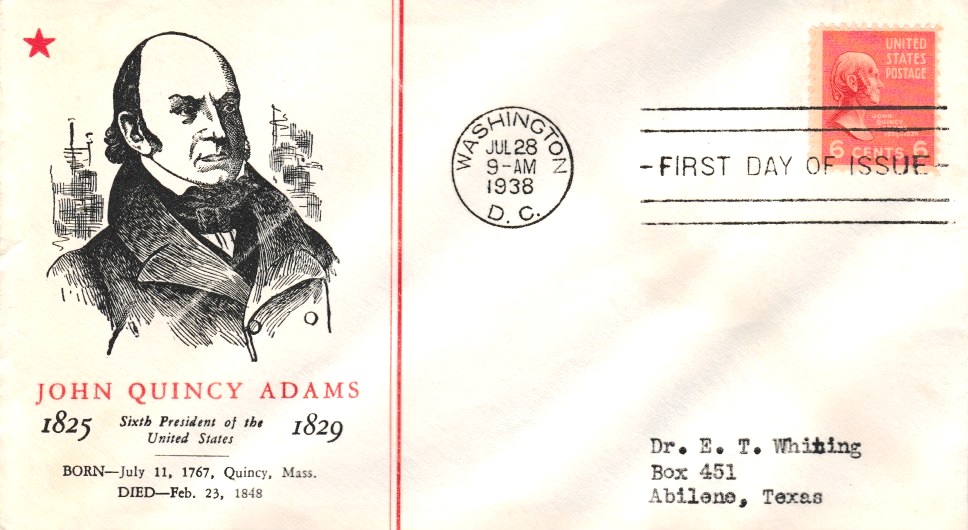 JOHN QUINCY ADAMS
1825 Sixth President of the United States 1829
BORN—July 11, 1767, Quincy, Mass.
DIED—Feb. 23, 1848
WASHINGTON
JUL 28
9-AM
1938
D. C.
UNITED
STATES
POSTAGE
JOHN
QUINCY
6 CENTS 6
-FIRST DAY OF ISSUE-
Dr. E. T. Whiting
Box 451
Abilene, Texas